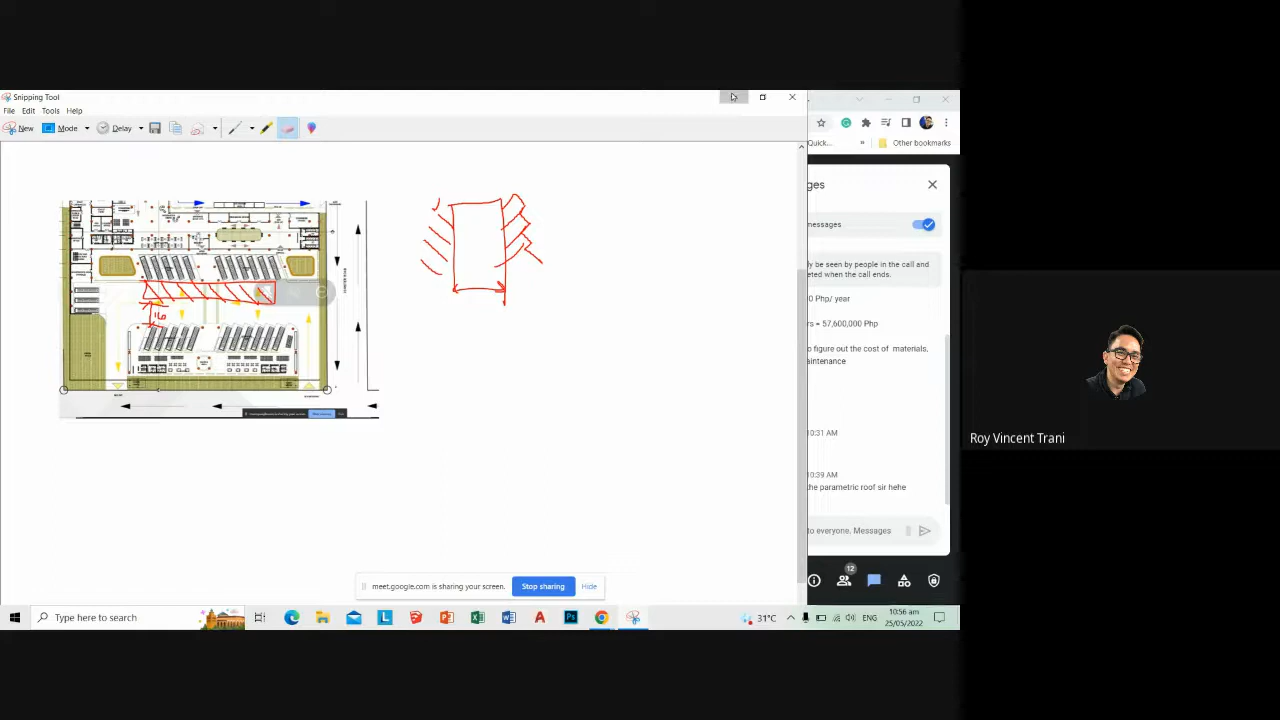 Snipping Tool
File Edit Tools Help
New Mode Delay
Quick... » Other bookmarks
ges
messages
ly be seen by people in the call and
eted when the call ends.
00 Php/ year
rs = 57,600,000 Php
o figure out the cost of materials,
aintenance
10:31 AM
10:39 AM
the parametric roof sir hehe
to everyone, Messages
16
12
meet.google.com is sharing your screen. Stop sharing Hide
Type here to search
31°C ENG
10:56 am
25/05/2022
Roy Vincent Trani